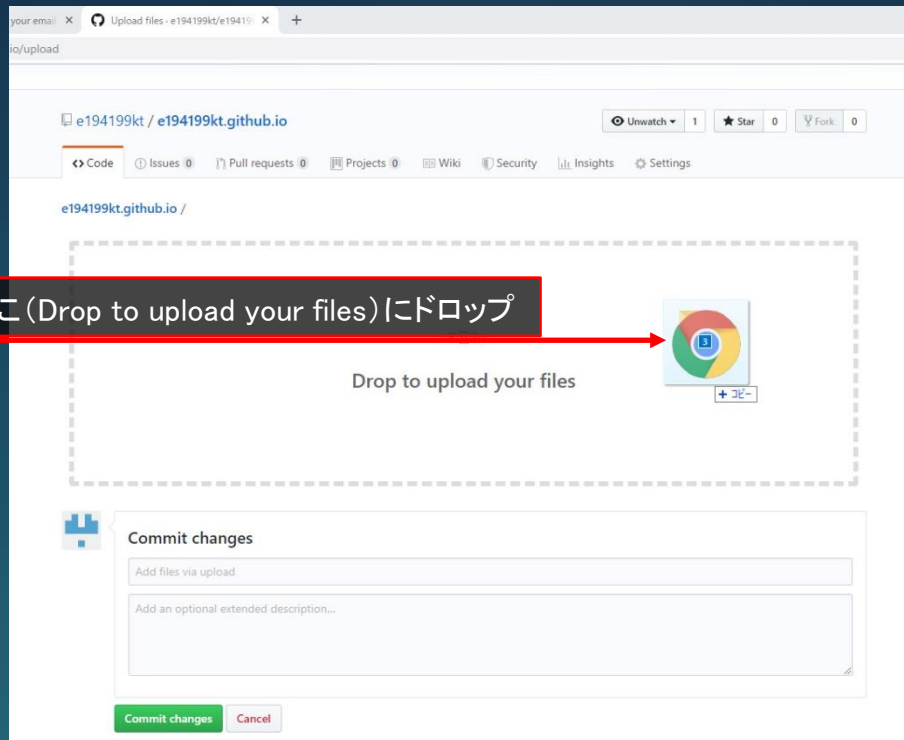 your emai
Upload files · e194199kt/e19419
io/upload
e194199kt / e194199kt.github.io
Unwatch 1 Star 0 Fork 0
Code Issues 0 Pull requests 0 Projects 0 Wiki Security Insights Settings
e194199kt.github.io /
こ(Drop to upload your files)にドロップ
3
Drop to upload your files
+ コピー
Commit changes
Add files via upload
Add an optional extended description...
Commit changes Cancel